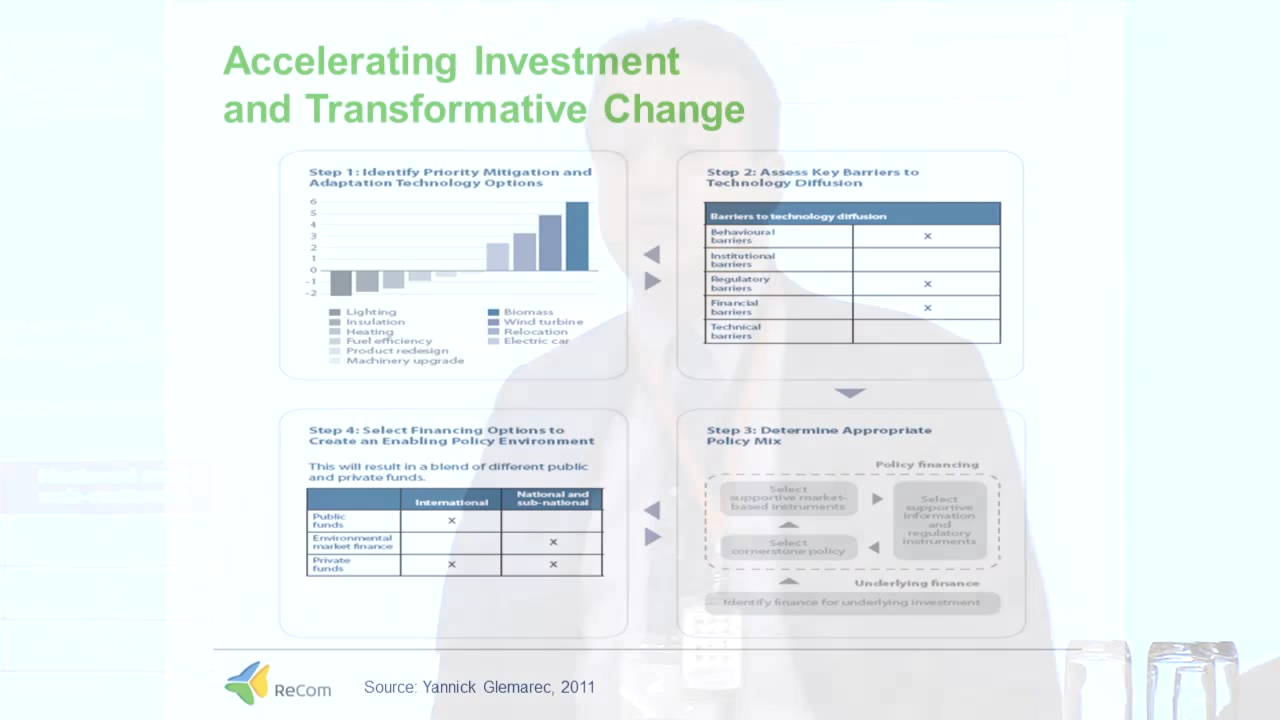 Accelerating Investment
and Transformative Change
Step 1: Identify Priority Mitigation and
Adaptation Technology Options
6
5
4
3
2
1
0
-1
-2
Lighting
Insulation
Heating
Fuel efficiency
Product redesign
Machinery upgrade
Biomass
Wind turbine
Relocation
Electric car
Step 2: Assess Key Barriers to
Technology Diffusion
Barriers to technology diffusion
Behavioural
barriers
x
Institutional
barriers
Regulatory
barriers
x
Financial
barriers
x
Technical
barriers
Step 4: Select Financing Options to
Create an Enabling Policy Environment
This will result in a blend of different public
and private funds.
International
National and
sub-national
Public
funds
x
Environmental
market finance
x
Private
funds
x
x
Step 3: Determine Appropriate
Policy Mix
Policy financing
Select
supportive market-
based instruments
Select
supportive
information
and
regulatory
instruments
Select
cornerstone policy
Underlying finance
Identify finance for underlying investment
ReCom
Source: Yannick Glemarec, 2011